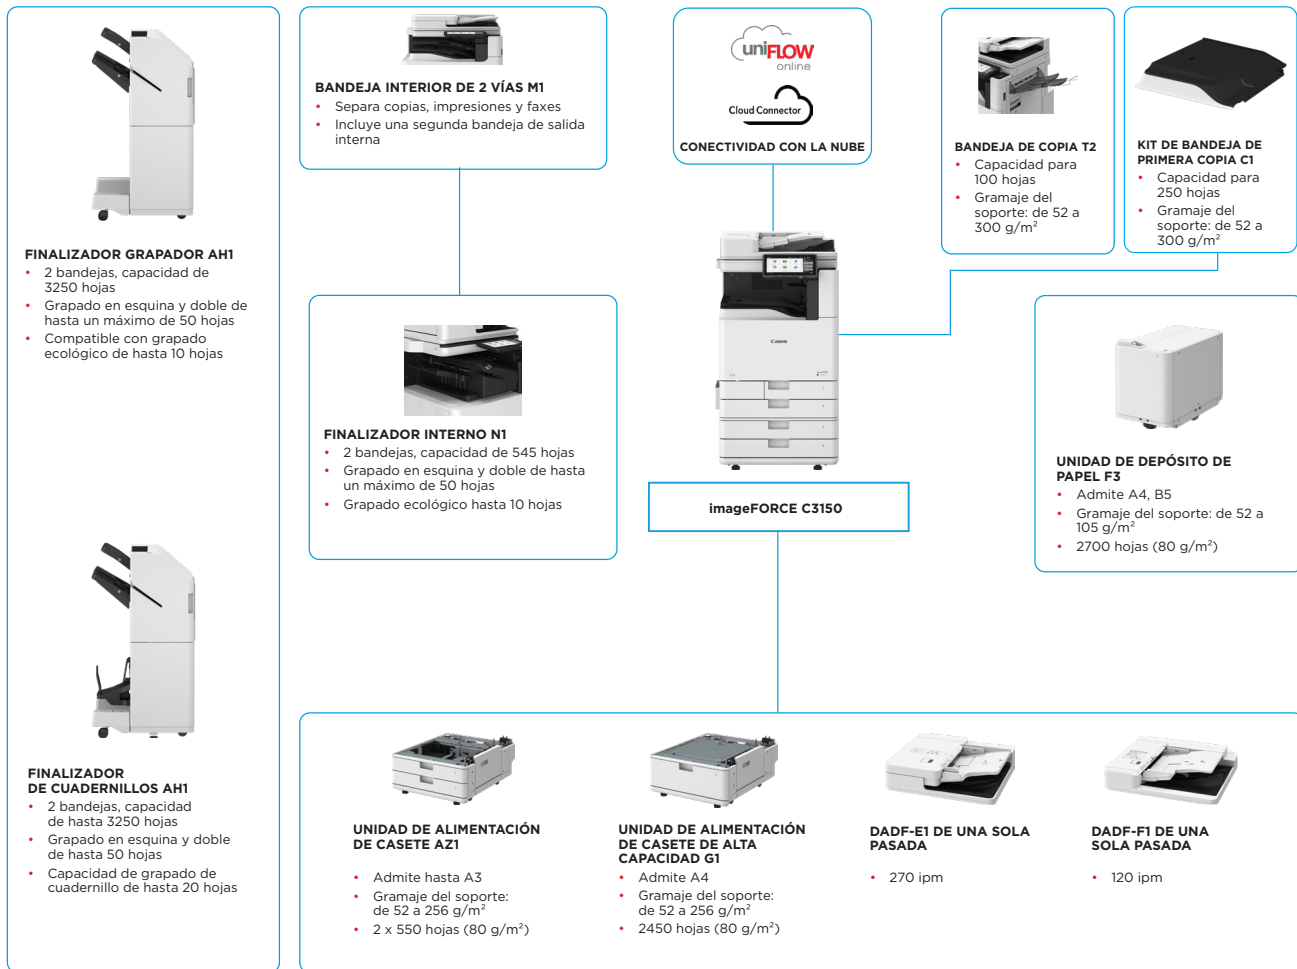 FINALIZADOR GRAPADOR AH1
• 2 bandejas, capacidad de
3250 hojas
• Grapado en esquina y doble de
hasta un máximo de 50 hojas
• Compatible con grapado
ecológico de hasta 10 hojas
FINALIZADOR
DE CUADERNILLOS AH1
• 2 bandejas, capacidad
de hasta 3250 hojas
• Grapado en esquina y doble
de hasta 50 hojas
• Capacidad de grapado de
cuadernillo de hasta 20 hojas
BANDEJA INTERIOR DE 2 VÍAS M1
• Separa copias, impresiones y faxes
• Incluye una segunda bandeja de salida
interna
FINALIZADOR INTERNO N1
• 2 bandejas, capacidad de 545 hojas
• Grapado en esquina y doble de hasta
un máximo de 50 hojas
• Grapado ecológico hasta 10 hojas
uniFLOW
online
Cloud Connector
CONECTIVIDAD CON LA NUBE
Canon
imageFORCE C3150
BANDEJA DE COPIA T2
• Capacidad para
100 hojas
• Gramaje del
soporte: de 52 a
300 g/m²
KIT DE BANDEJA DE
PRIMERA COPIA C1
• Capacidad para
250 hojas
• Gramaje del
soporte: de 52 a
300 g/m²
UNIDAD DE DEPÓSITO DE
PAPEL F3
• Admite A4, B5
• Gramaje del soporte: de 52 a
105 g/m²
• 2700 hojas (80 g/m²)
UNIDAD DE ALIMENTACIÓN
DE CASETE AZ1
• Admite hasta A3
• Gramaje del soporte:
de 52 a 256 g/m²
• 2 x 550 hojas (80 g/m²)
UNIDAD DE ALIMENTACIÓN
DE CASETE DE ALTA
CAPACIDAD G1
• Admite A4
• Gramaje del soporte:
de 52 a 256 g/m²
• 2450 hojas (80 g/m²)
DADF-E1 DE UNA SOLA
PASADA
• 270 ipm
DADF-F1 DE UNA
SOLA PASADA
• 120 ipm